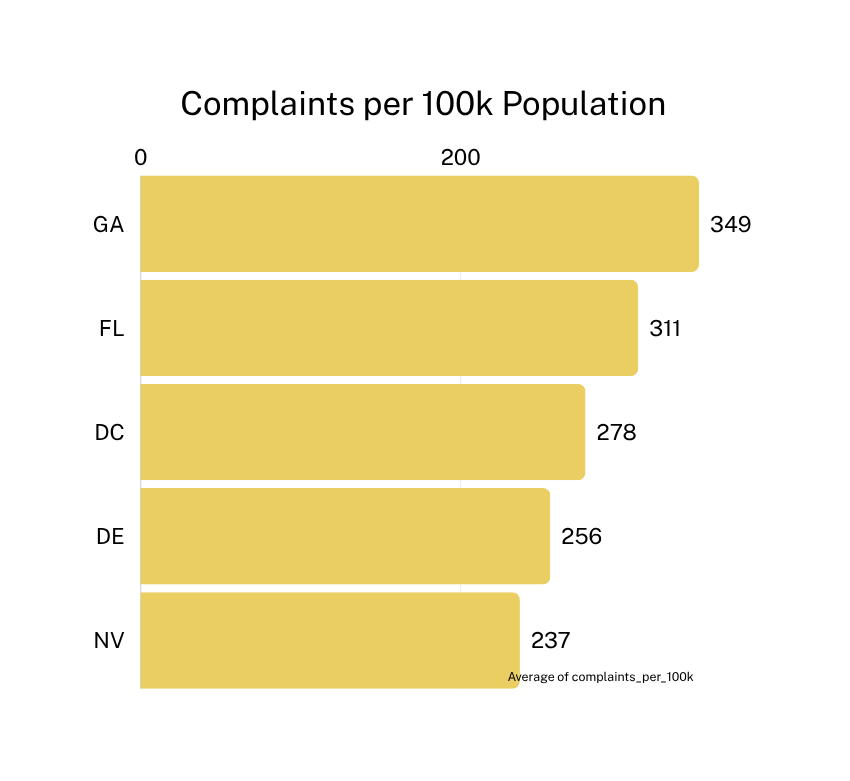 Complaints per 100k Population
0 200
GA 349
FL 311
DC 278
DE 256
NV 237
Average of complaints_per_100k